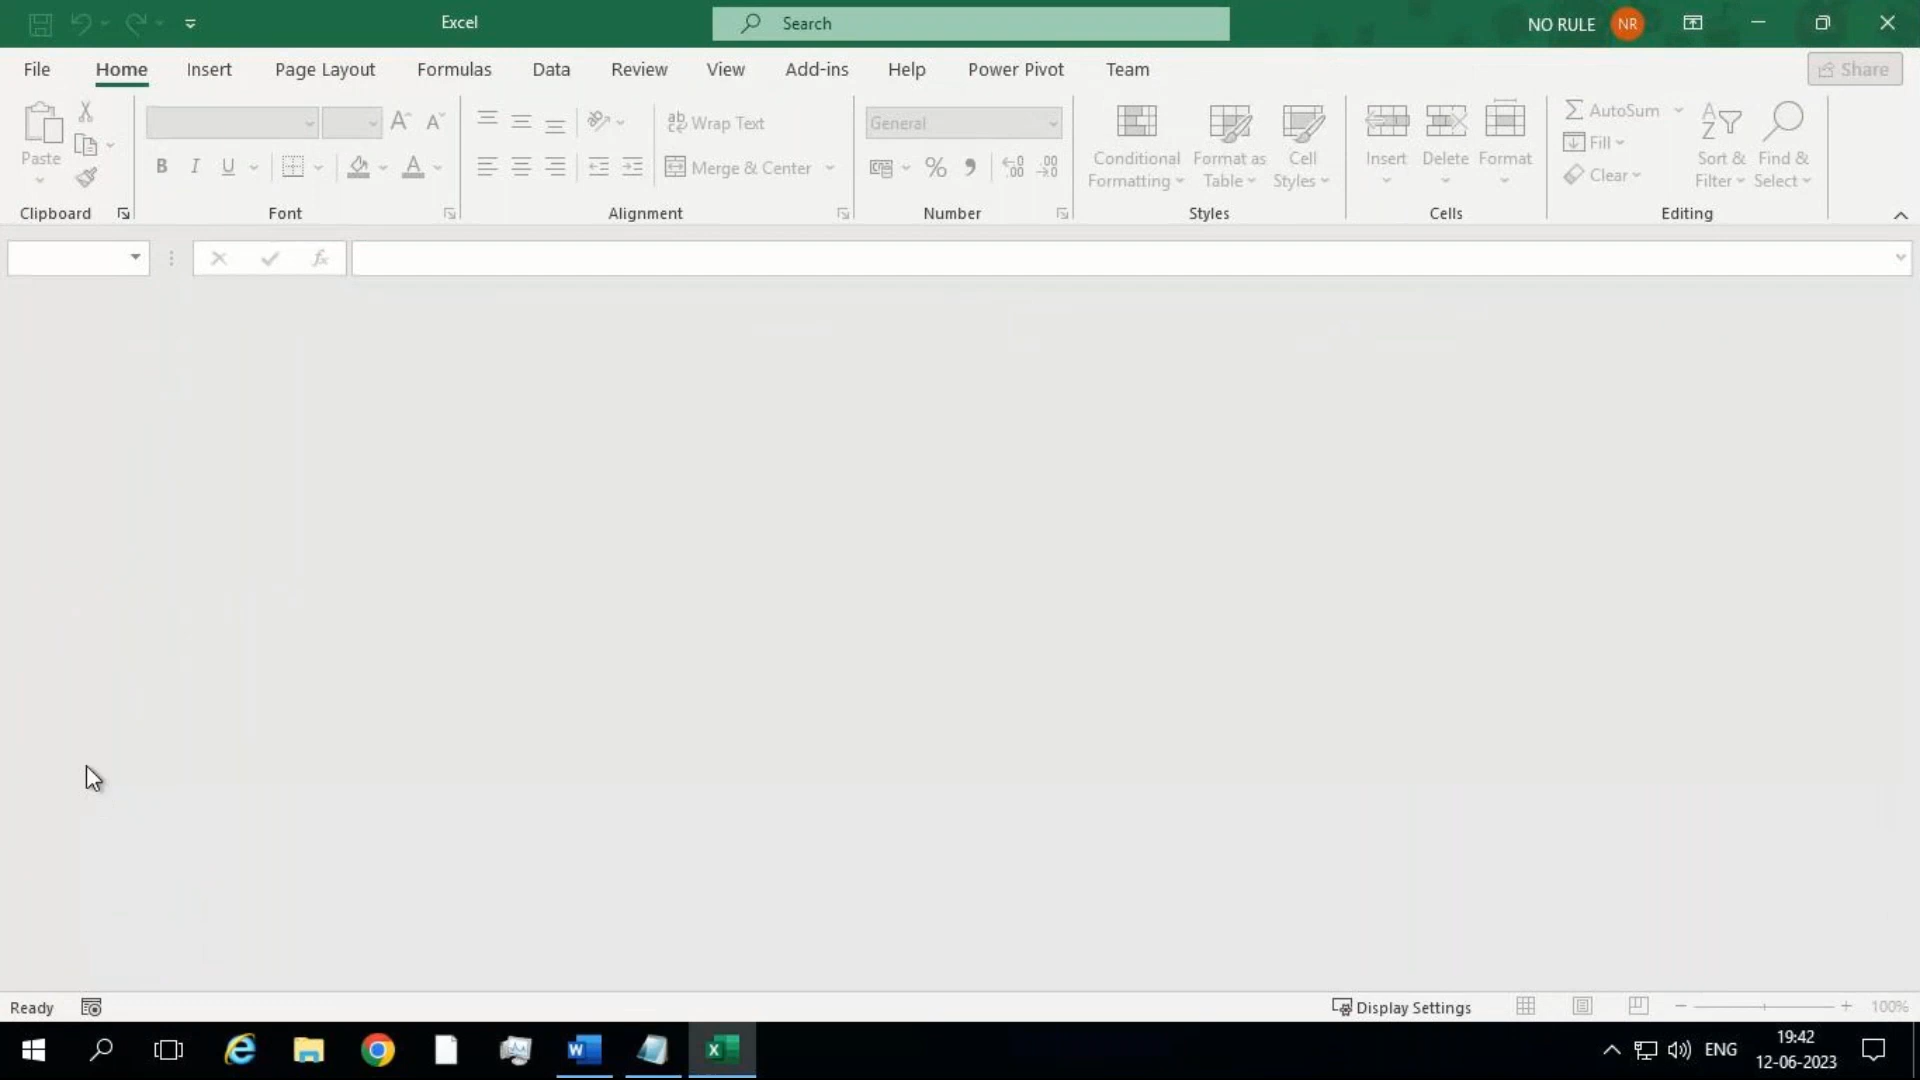 Excel
Search
NO RULE NR
File Home Insert Page Layout Formulas Data Review View Add-ins Help Power Pivot Team Share
Paste
B I U A
Wrap Text
Merge & Center
General
Conditional Formatting
Format as Table
Cell Styles
Insert
Delete
Format
AutoSum
Fill
Clear
Sort & Filter
Find & Select
Clipboard Font Alignment Number Styles Cells Editing
fx
Ready Display Settings 100%
ENG
19:42
12-06-2023